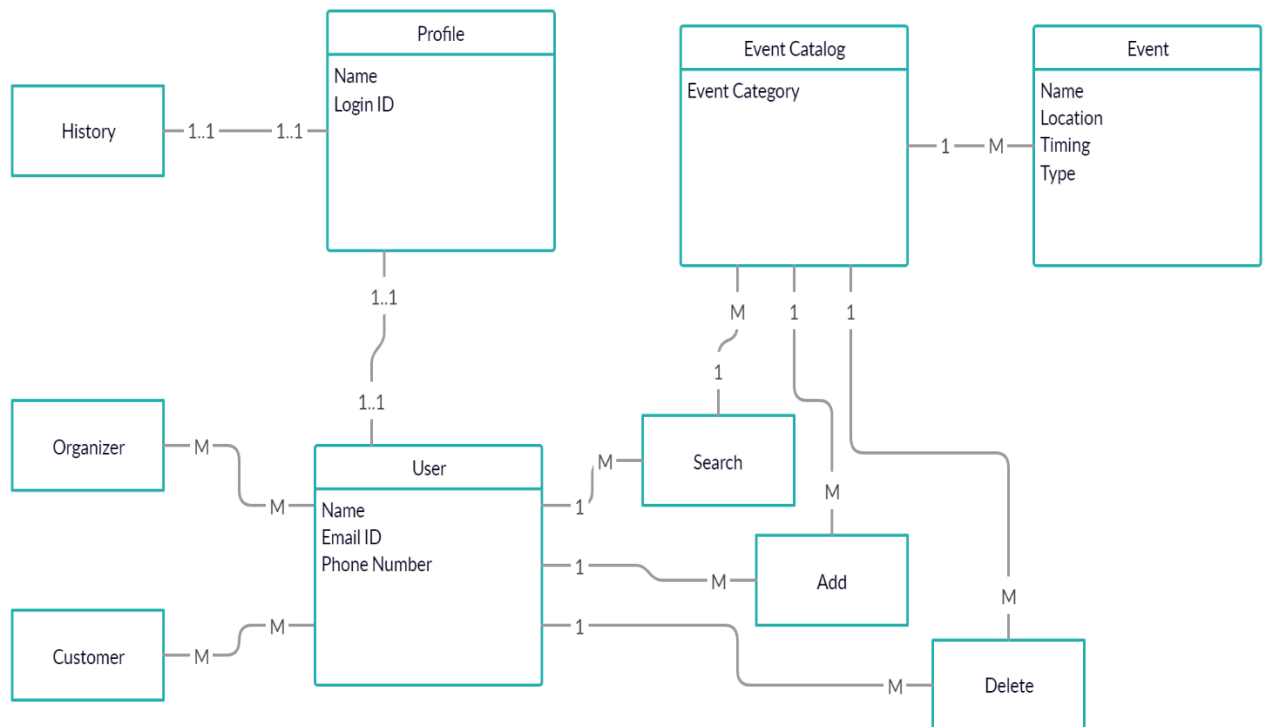 Profile
Name
Login ID
History
1..1
1..1
Event Catalog
Event Category
Event
Name
Location
Timing
Type
1
M
1..1
1..1
M
1
1
1
M
M
Organizer
M
M
User
Name
Email ID
Phone Number
Customer
M
M
1
M
Search
1
M
Add
1
M
Delete